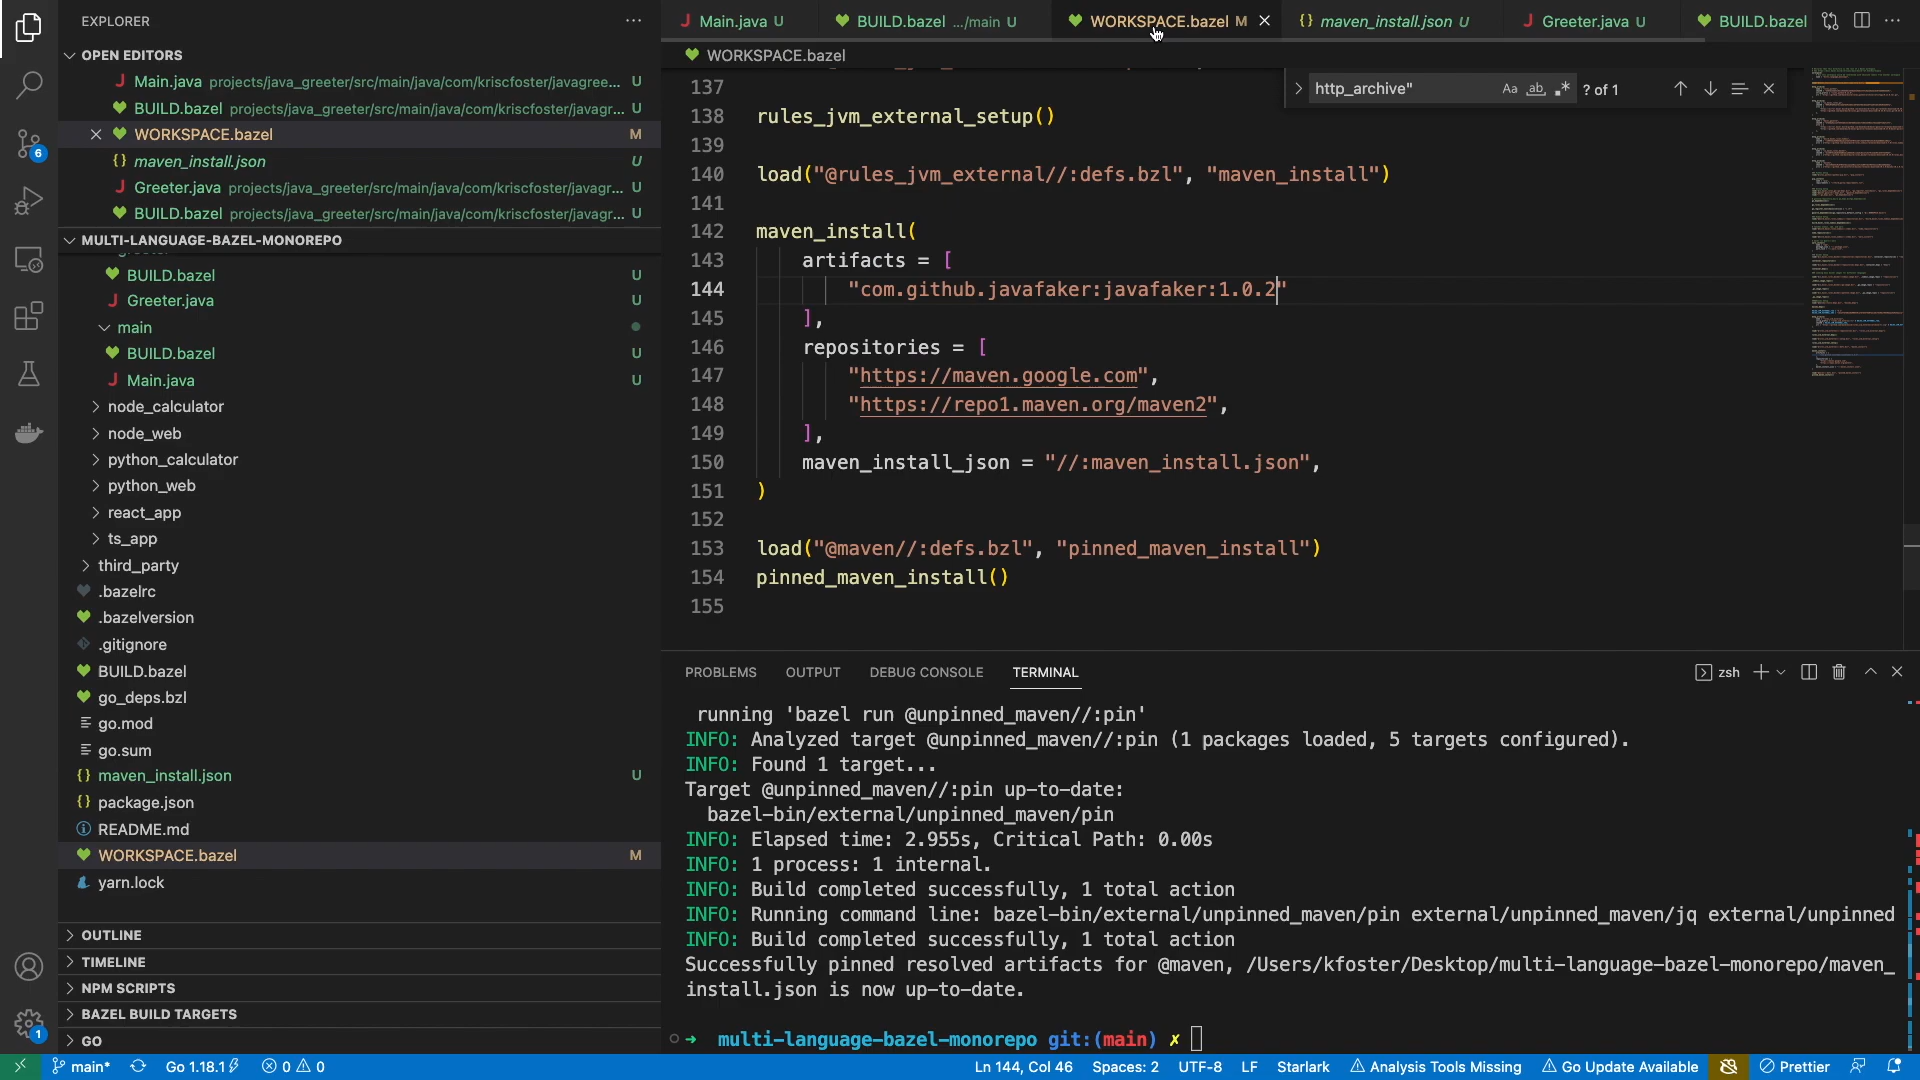 EXPLORER
OPEN EDITORS
Main.java projects/java_greeter/src/main/java/com/kriscfoster/javagree... U
BUILD.bazel projects/java_greeter/src/main/java/com/kriscfoster/javagr... U
WORKSPACE.bazel M
maven_install.json U
Greeter.java projects/java_greeter/src/main/java/com/kriscfoster/javagr... U
BUILD.bazel projects/java_greeter/src/main/java/com/kriscfoster/javagr... U
MULTI-LANGUAGE-BAZEL-MONOREPO
BUILD.bazel U
Greeter.java U
main
BUILD.bazel U
Main.java U
node_calculator
node_web
python_calculator
python_web
react_app
ts_app
third_party
.bazelrc
.bazelversion
.gitignore
BUILD.bazel
go_deps.bzl
go.mod
go.sum
maven_install.json U
package.json
README.md
WORKSPACE.bazel M
yarn.lock
OUTLINE
TIMELINE
NPM SCRIPTS
BAZEL BUILD TARGETS
GO
6
1
Main.java U BUILD.bazel .../main U WORKSPACE.bazel M maven_install.json U Greeter.java U BUILD.bazel
WORKSPACE.bazel
http_archive" Aa ab ? of 1
137
138 rules_jvm_external_setup()
139
140 load("@rules_jvm_external//:defs.bzl", "maven_install")
141
142 maven_install(
143 artifacts = [
144 "com.github.javafaker:javafaker:1.0.2"
145 ],
146 repositories = [
147 "https://maven.google.com",
148 "https://repo1.maven.org/maven2",
149 ],
150 maven_install_json = "//:maven_install.json",
151 )
152
153 load("@maven//:defs.bzl", "pinned_maven_install")
154 pinned_maven_install()
155
PROBLEMS OUTPUT DEBUG CONSOLE TERMINAL zsh
running 'bazel run @unpinned_maven//:pin'
INFO: Analyzed target @unpinned_maven//:pin (1 packages loaded, 5 targets configured).
INFO: Found 1 target...
Target @unpinned_maven//:pin up-to-date:
bazel-bin/external/unpinned_maven/pin
INFO: Elapsed time: 2.955s, Critical Path: 0.00s
INFO: 1 process: 1 internal.
INFO: Build completed successfully, 1 total action
INFO: Running command line: bazel-bin/external/unpinned_maven/pin external/unpinned_maven/jq external/unpinned
INFO: Build completed successfully, 1 total action
Successfully pinned resolved artifacts for @maven, /Users/kfoster/Desktop/multi-language-bazel-monorepo/maven_
install.json is now up-to-date.
➜ multi-language-bazel-monorepo git:(main) ✗
main* Go 1.18.1 0 0 Ln 144, Col 46 Spaces: 2 UTF-8 LF Starlark Analysis Tools Missing Go Update Available Prettier